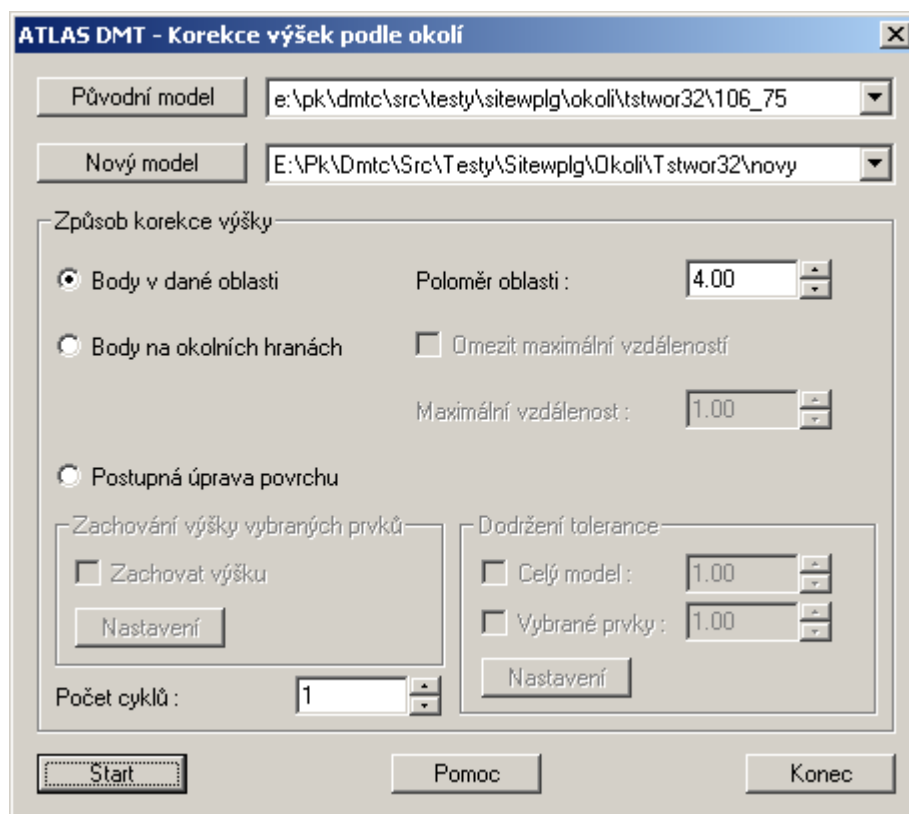 ATLAS DMT - Korekce výšek podle okolí
Původní model e:\pk\dmtc\src\testy\sitewplg\okoli\tstwor32\106_75
Nový model E:\Pk\Dmtc\Src\Testy\Sitewplg\Okoli\Tstwor32\novy
Způsob korekce výšky
Body v dané oblasti Poloměr oblasti : 4.00
Body na okolních hranách Omezit maximální vzdáleností
Maximální vzdálenost : 1.00
Postupná úprava povrchu
Zachování výšky vybraných prvků Dodržení tolerance
Zachovat výšku Celý model : 1.00
Vybrané prvky : 1.00
Nastavení
Nastavení
Počet cyklů : 1
Start Pomoc Konec